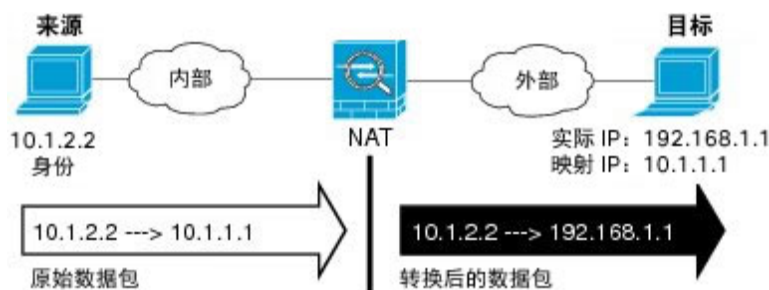 来源
目标
内部
外部
10.1.2.2
身份
NAT
实际 IP：192.168.1.1
映射 IP：10.1.1.1
10.1.2.2 ---> 10.1.1.1
10.1.2.2 ---> 192.168.1.1
原始数据包
转换后的数据包